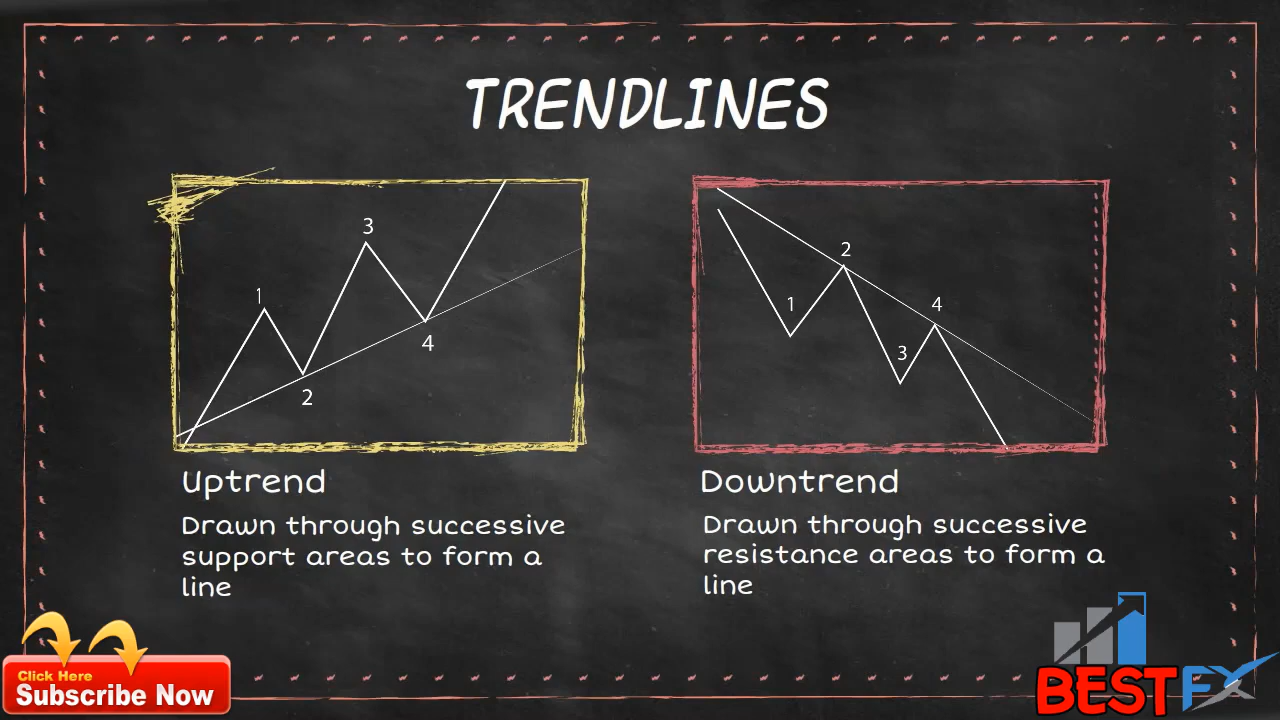 TRENDLINES
1
2
3
4
1
2
3
4
Uptrend
Drawn through successive
support areas to form a
line
Downtrend
Drawn through successive
resistance areas to form a
line
Click Here
Subscribe Now
BESTFX